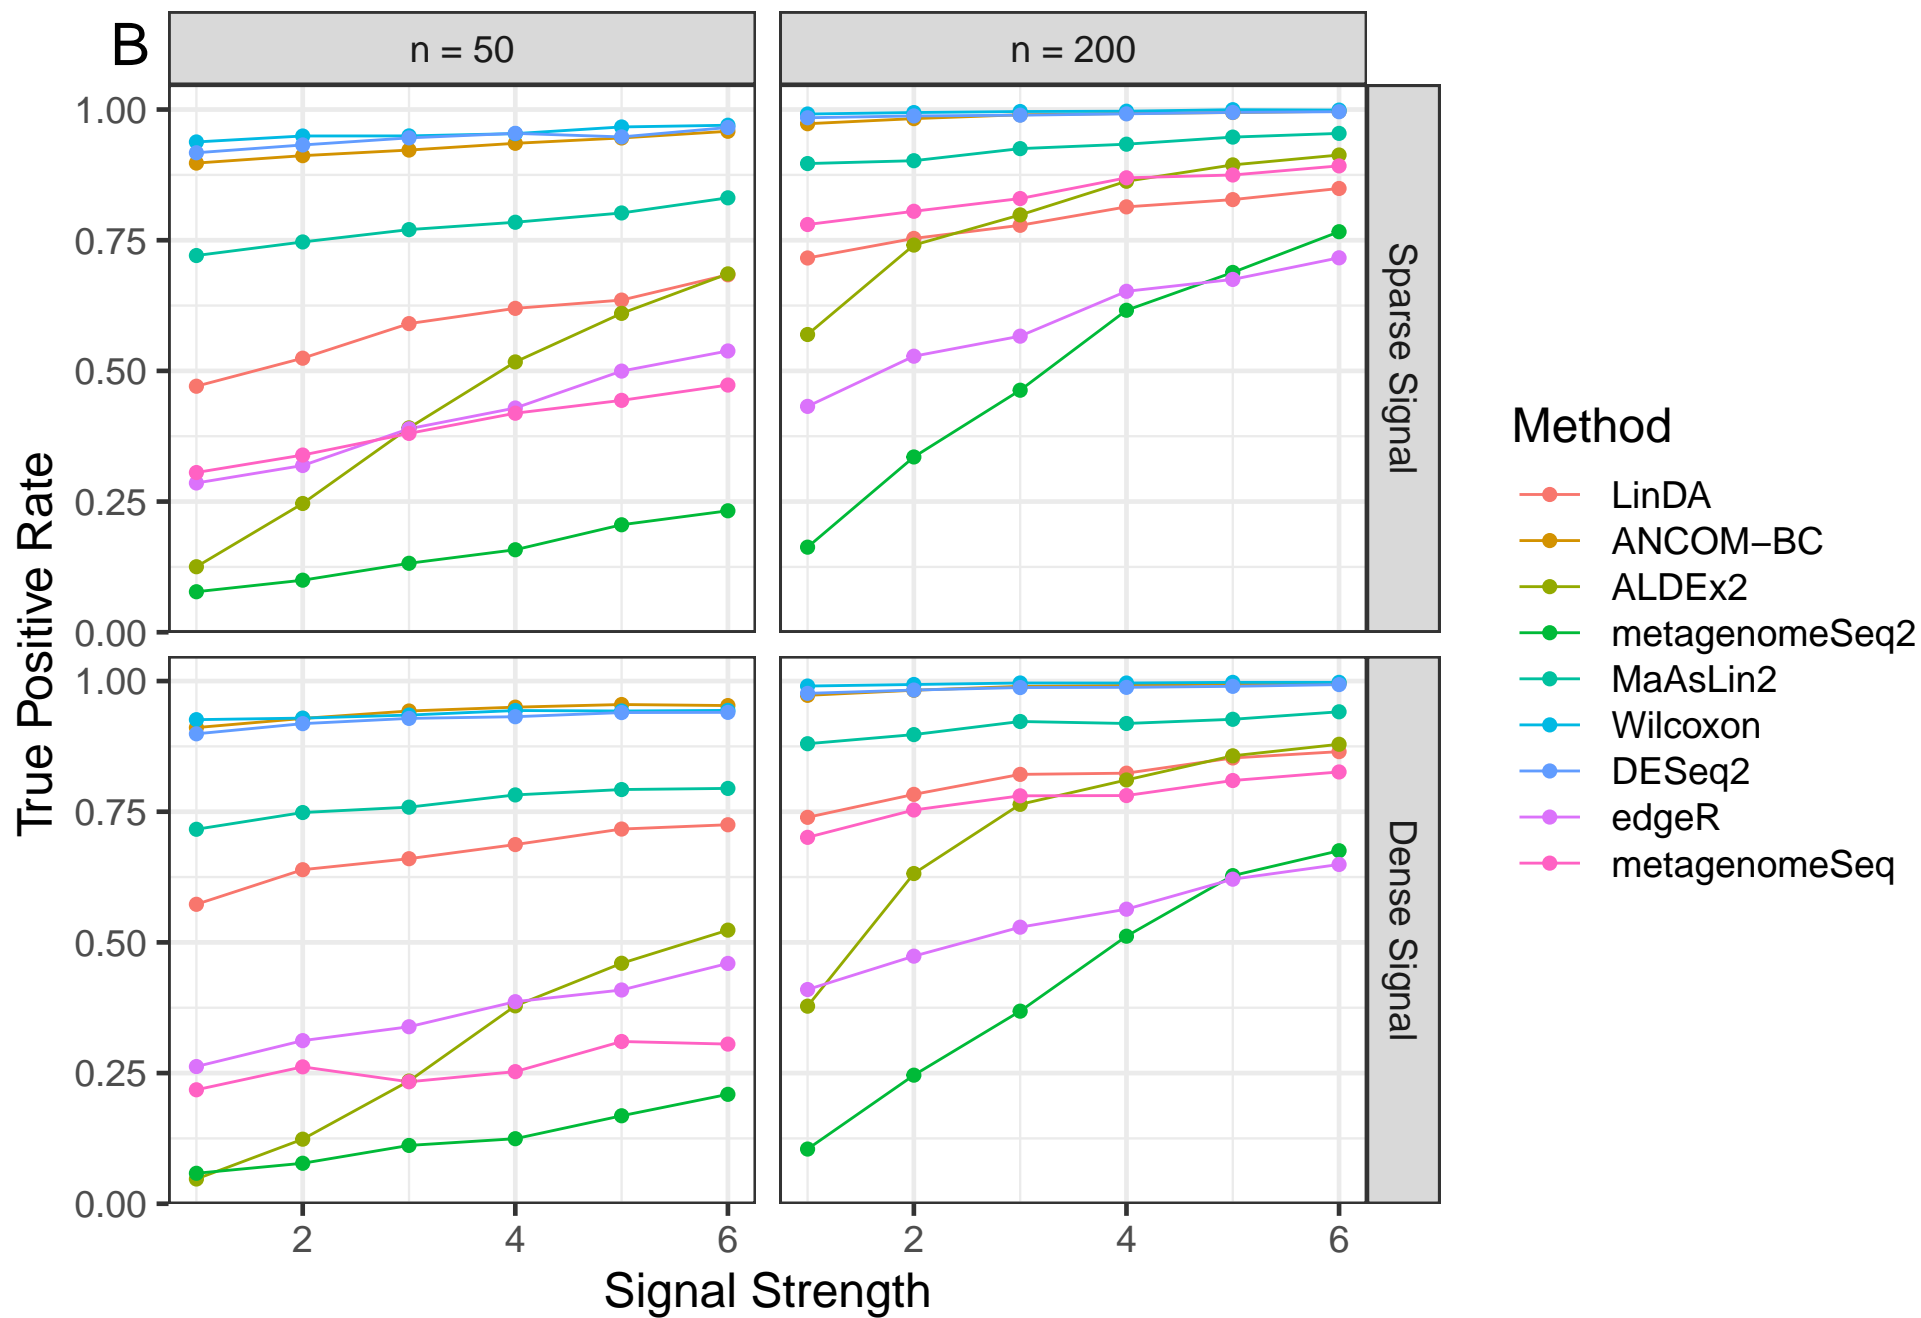 B
n = 50
n = 200
1.00
0.75
0.50
0.25
0.00
Sparse Signal
1.00
0.75
0.50
0.25
0.00
Dense Signal
True Positive Rate
2
4
6
2
4
6
Signal Strength
Method
LinDA
ANCOM−BC
ALDEx2
metagenomeSeq2
MaAsLin2
Wilcoxon
DESeq2
edgeR
metagenomeSeq